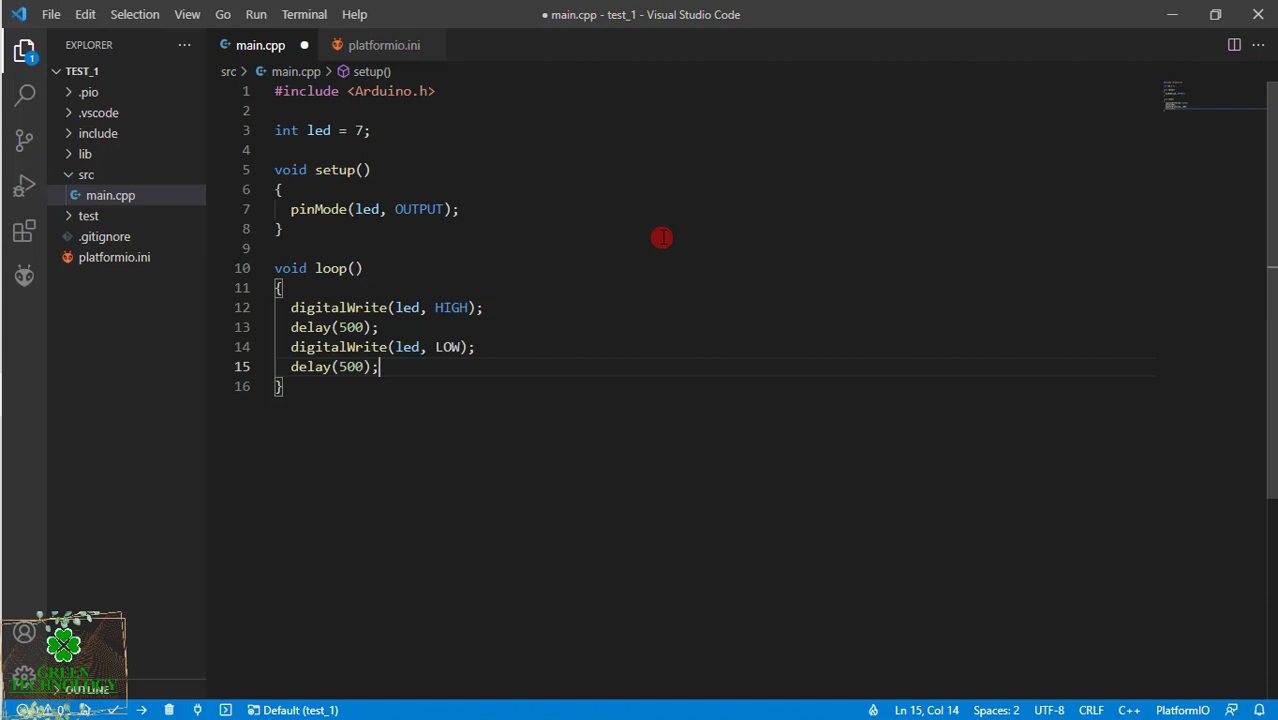 File Edit Selection View Go Run Terminal Help
● main.cpp - test_1 - Visual Studio Code
1
EXPLORER
main.cpp
platformio.ini
TEST_1
src
main.cpp
setup()
.pio
.vscode
include
lib
src
main.cpp
test
.gitignore
platformio.ini
1 #include <Arduino.h>
2
3 int led = 7;
4
5 void setup()
6 {
7 pinMode(led, OUTPUT);
8 }
9
10 void loop()
11 {
12 digitalWrite(led, HIGH);
13 delay(500);
14 digitalWrite(led, LOW);
15 delay(500);
16 }
GREEN
TECHNOLOGY
OUTLINE
0
Default (test_1)
Ln 15, Col 14 Spaces: 2 UTF-8 CRLF C++ PlatformIO